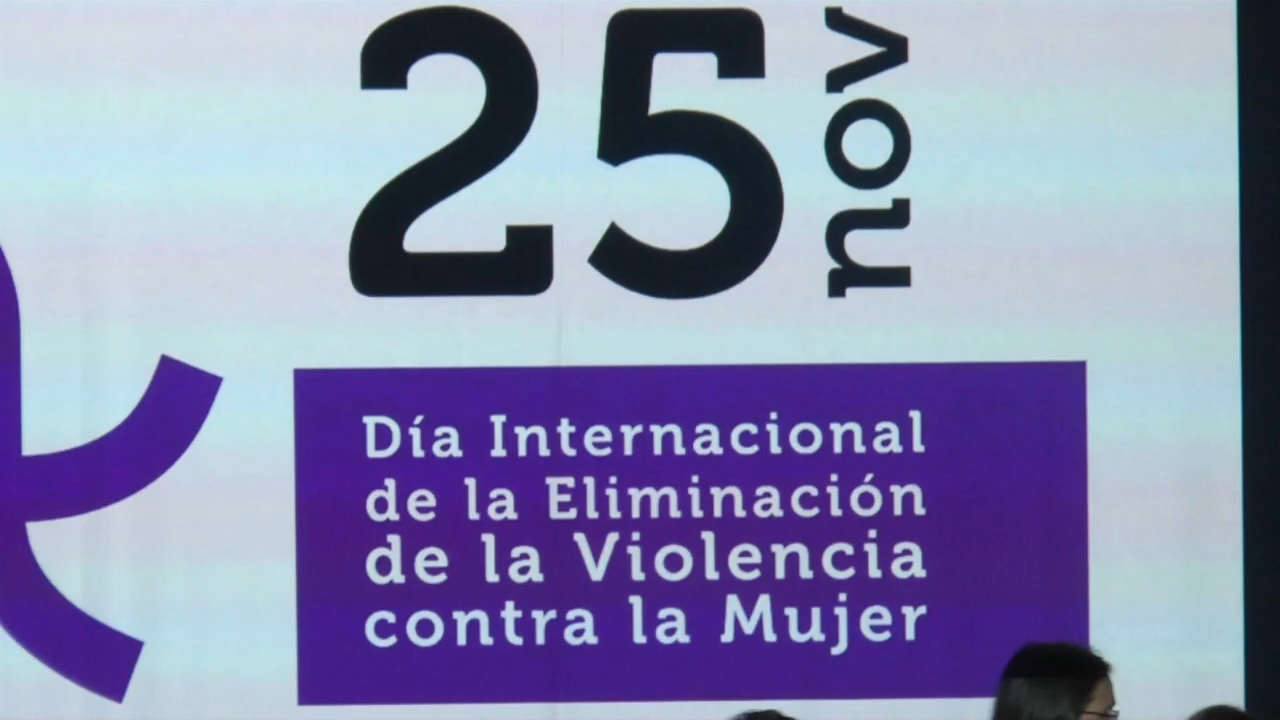 25 nov
Día Internacional
de la Eliminación
de la Violencia
contra la Mujer